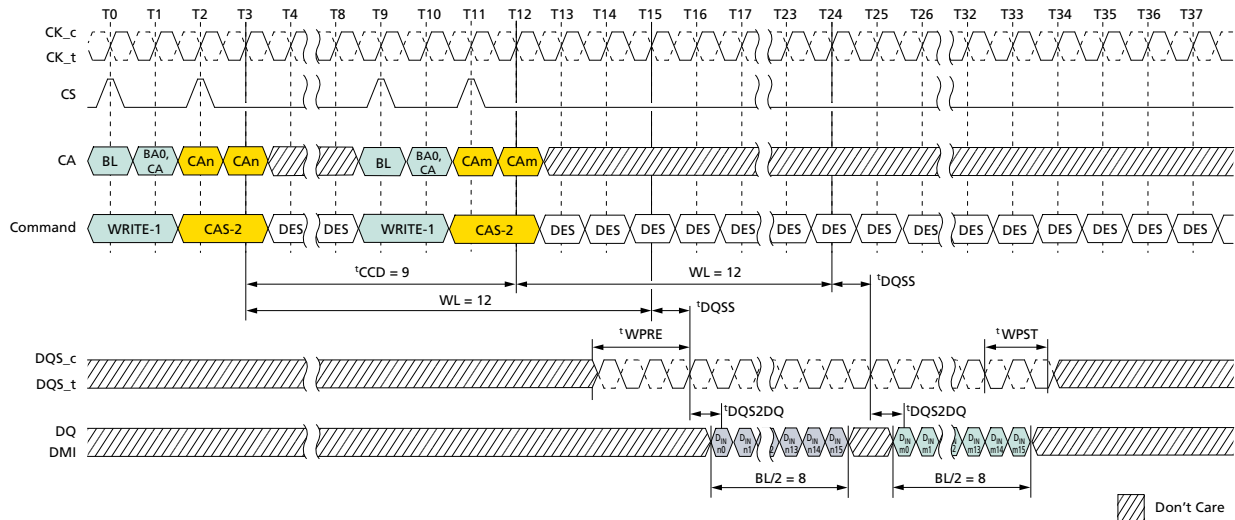 T0 T1 T2 T3 T4 T8 T9 T10 T11 T12 T13 T14 T15 T16 T17 T23 T24 T25 T26 T32 T33 T34 T35 T36 T37
CK_c
CK_t
CS
CA BL BA0, CA CAn CAn BL BA0, CA CAm CAm
Command WRITE-1 CAS-2 DES DES WRITE-1 CAS-2 DES DES DES DES DES DES DES DES DES DES DES DES DES DES DES
tCCD = 9 WL = 12 tDQSS
WL = 12 tDQSS
tWPRE tWPST
DQS_c
DQS_t
tDQS2DQ tDQS2DQ
DQ
DMI
DIN n0 DIN n1 DIN n13 DIN n14 DIN n15 DIN m0 DIN m1 DIN m13 DIN m14 DIN m15
BL/2 = 8 BL/2 = 8
Don't Care